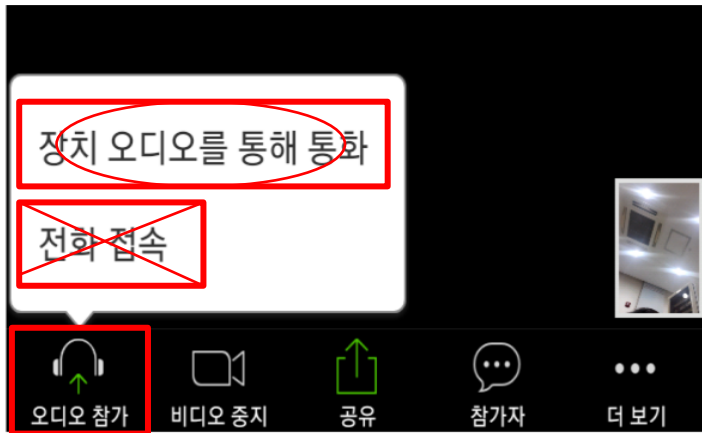 장치 오디오를 통해 통화
전화 접속
오디오 참가
비디오 중지
공유
참가자
더 보기